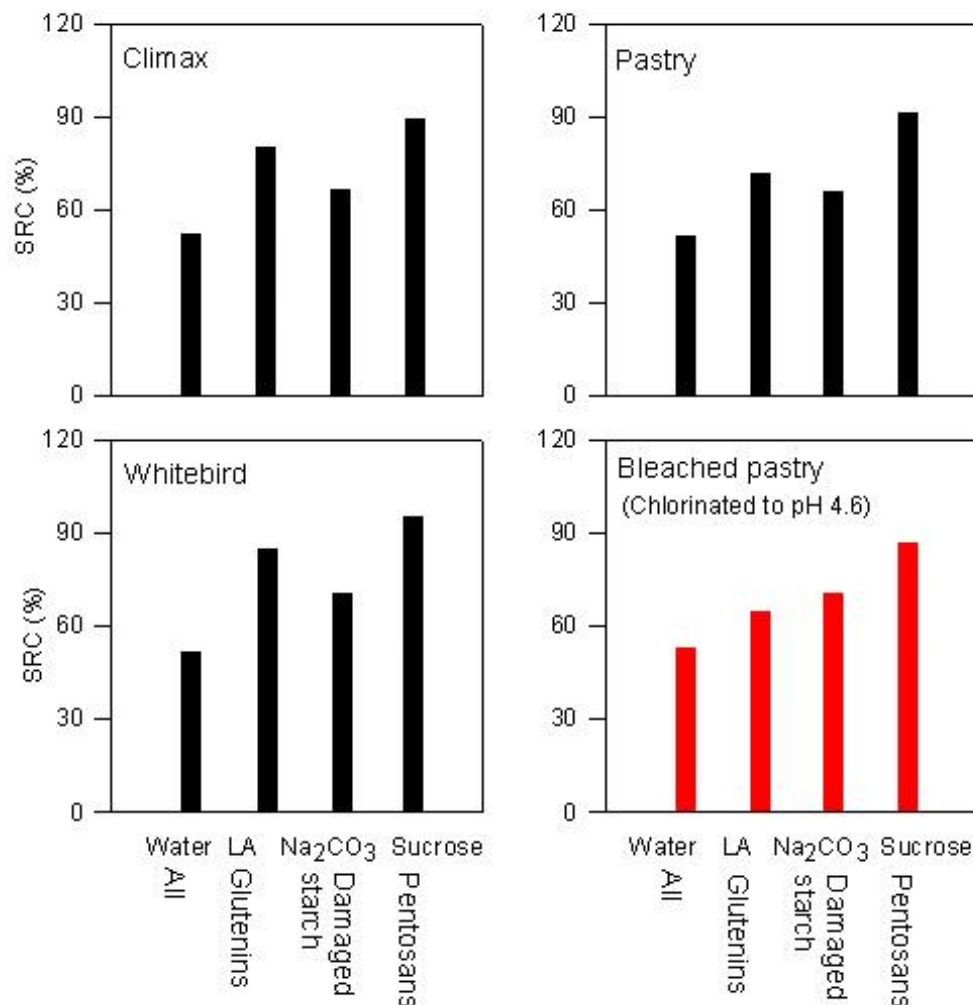 120
90
60
30
0
SRC (%)
Climax
120
90
60
30
0
Pastry
120
90
60
30
0
SRC (%)
Whitebird
120
90
60
30
0
Bleached pastry
(Chlorinated to pH 4.6)
Water LA Na₂CO₃ Sucrose
All
Glutenins
Damaged
starch
Pentosans
Water LA Na₂CO₃ Sucrose
All
Glutenins
Damaged
starch
Pentosans